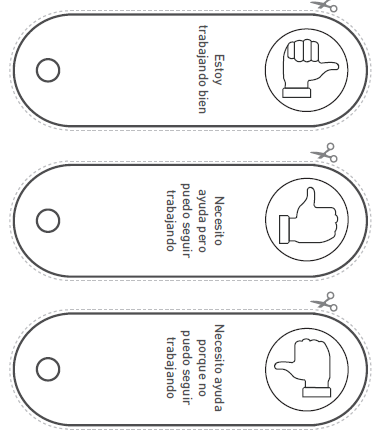 Estoy
trabajando bien
Necesito
ayuda pero
puedo seguir
trabajando
Necesito ayuda
porque no
puedo seguir
trabajando